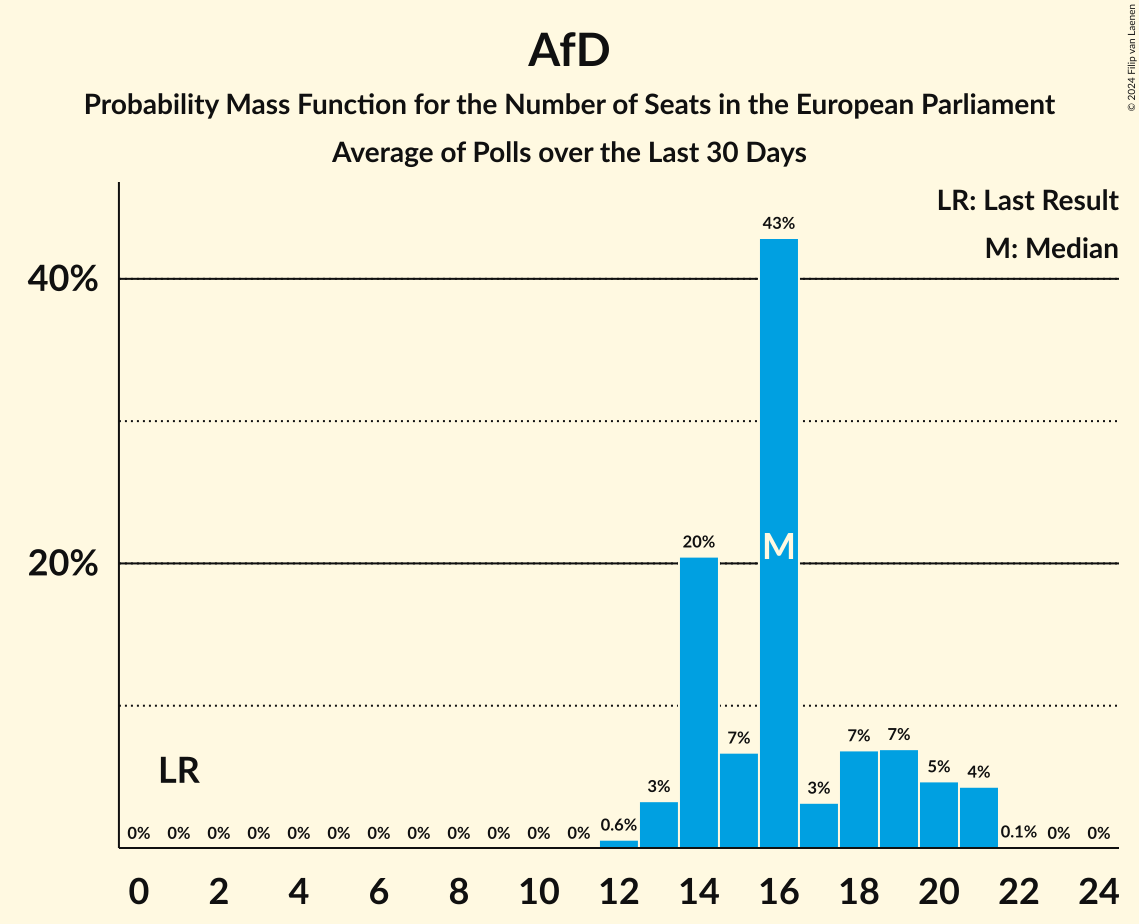 AfD
Probability Mass Function for the Number of Seats in the European Parliament
Average of Polls over the Last 30 Days
© 2024 Filip van Laenen
LR: Last Result
M: Median
43%
40%
20%
M
20%
7%
7%
7%
5%
4%
3%
3%
LR
0% 0% 0% 0% 0% 0% 0% 0% 0% 0% 0% 0% 0.6% 0.1% 0% 0%
0 2 4 6 8 10 12 14 16 18 20 22 24